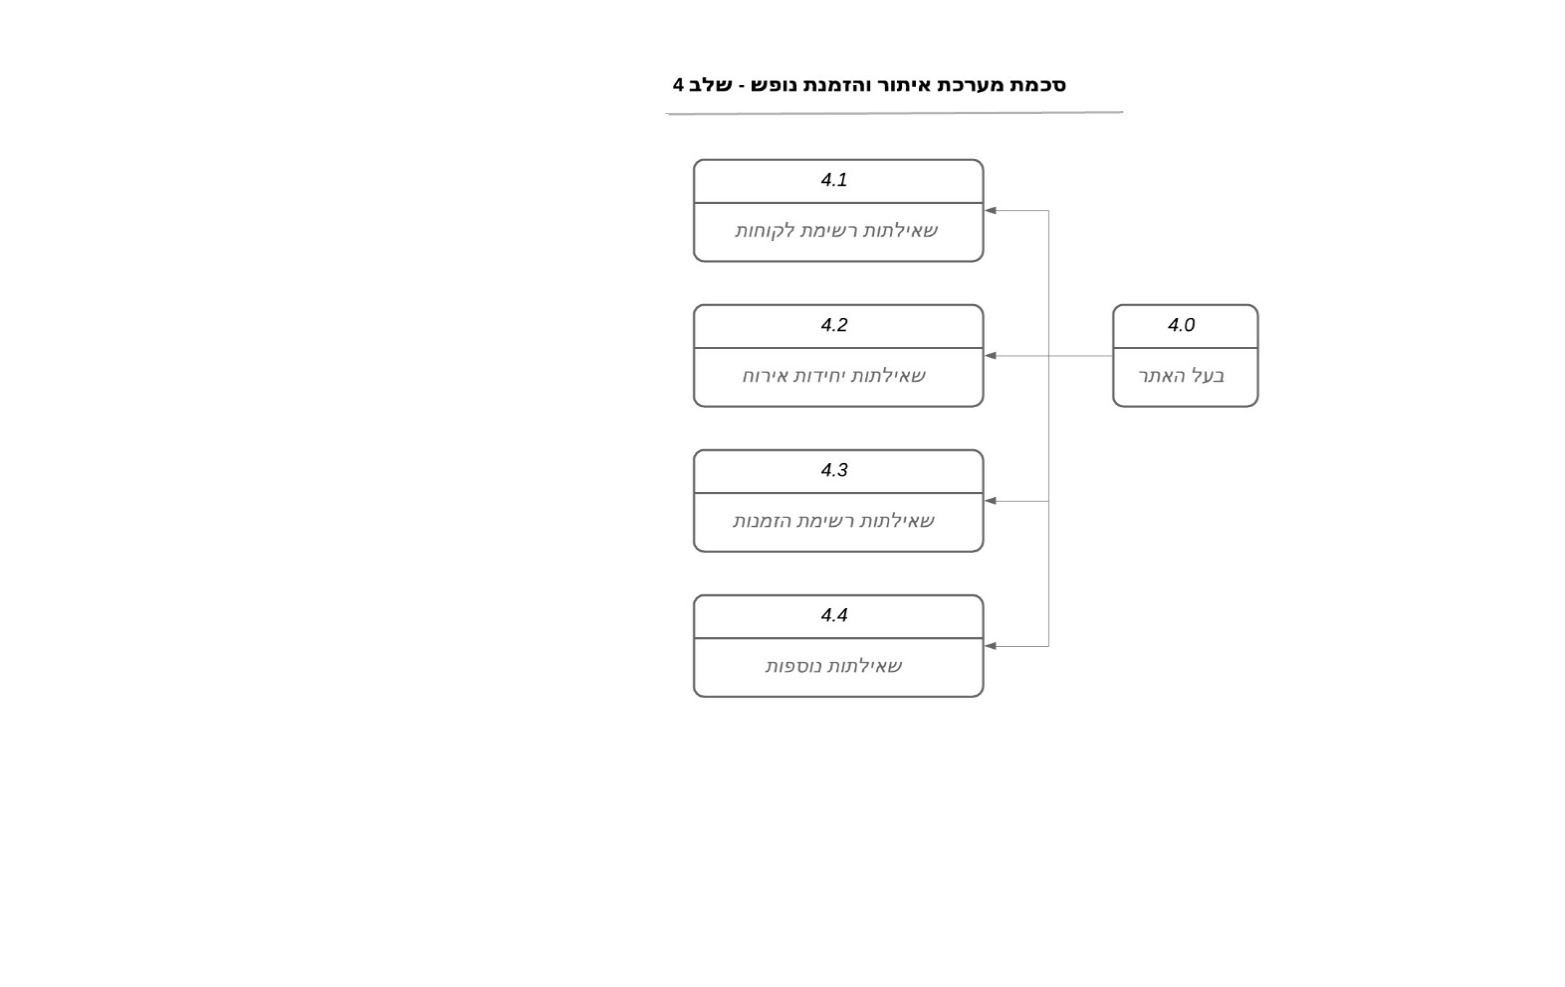 סכמת מערכת איתור והזמנת נופש - שלב 4
4.0
בעל האתר
4.1
שאילתות רשימת לקוחות
4.2
שאילתות יחידות אירוח
4.3
שאילתות רשימת הזמנות
4.4
שאילתות נוספות